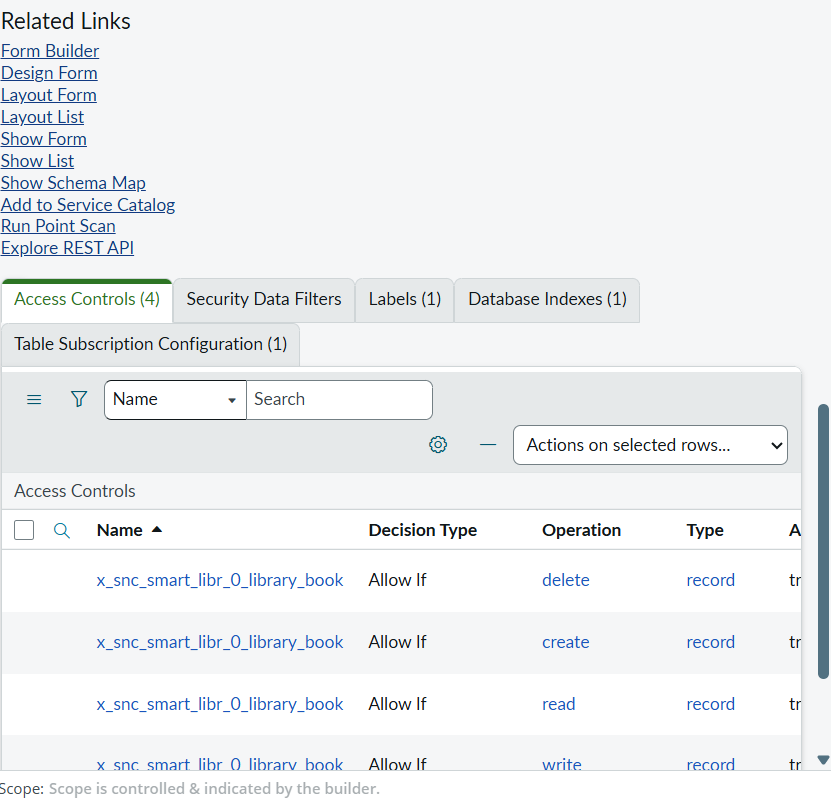 Related Links
Form Builder
Design Form
Layout Form
Layout List
Show Form
Show List
Show Schema Map
Add to Service Catalog
Run Point Scan
Explore REST API
Access Controls (4) Security Data Filters Labels (1) Database Indexes (1)
Table Subscription Configuration (1)
Name Search
Actions on selected rows...
Access Controls
Name Decision Type Operation Type
x_snc_smart_libr_0_library_book Allow If delete record
x_snc_smart_libr_0_library_book Allow If create record
x_snc_smart_libr_0_library_book Allow If read record
x_snc_smart_libr_0_library_book Allow If write record
Scope: Scope is controlled & indicated by the builder.